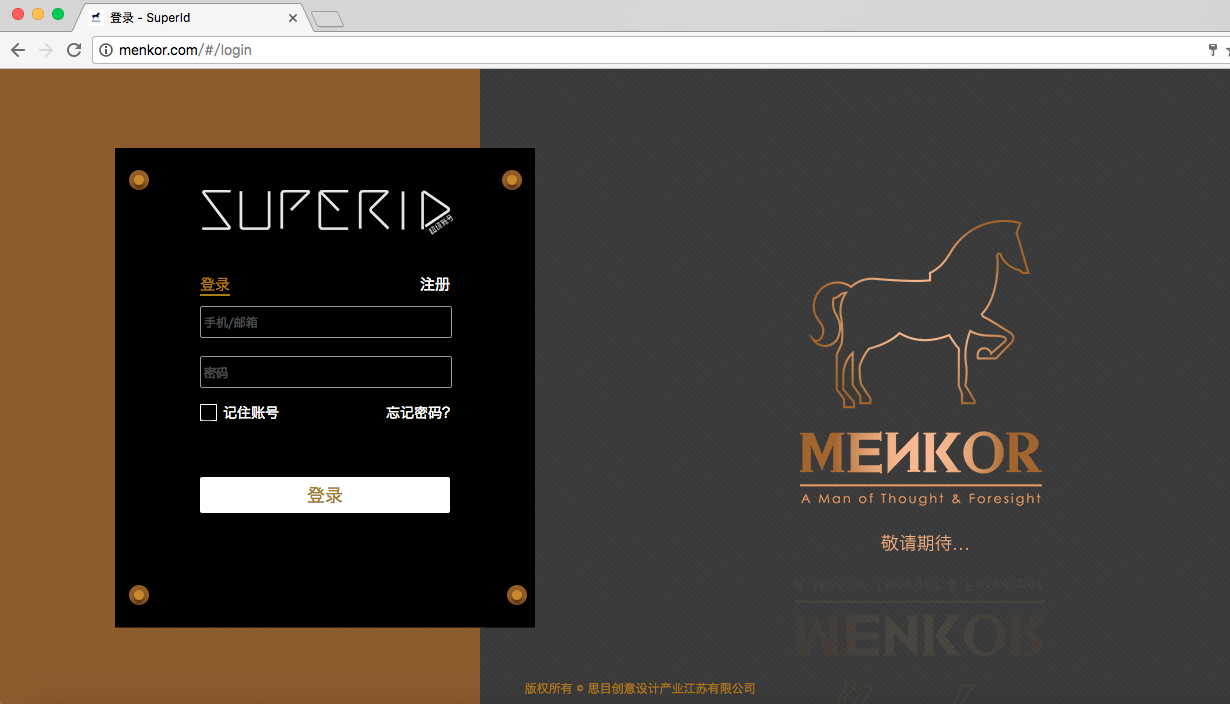 登录 - SuperId
menkor.com/#/login
SUPERID
超级账号
登录
注册
手机/邮箱
密码
记住账号
忘记密码?
登录
MENKOR
A Man of Thought & Foresight
敬请期待...
版权所有 © 思目创意设计产业江苏有限公司